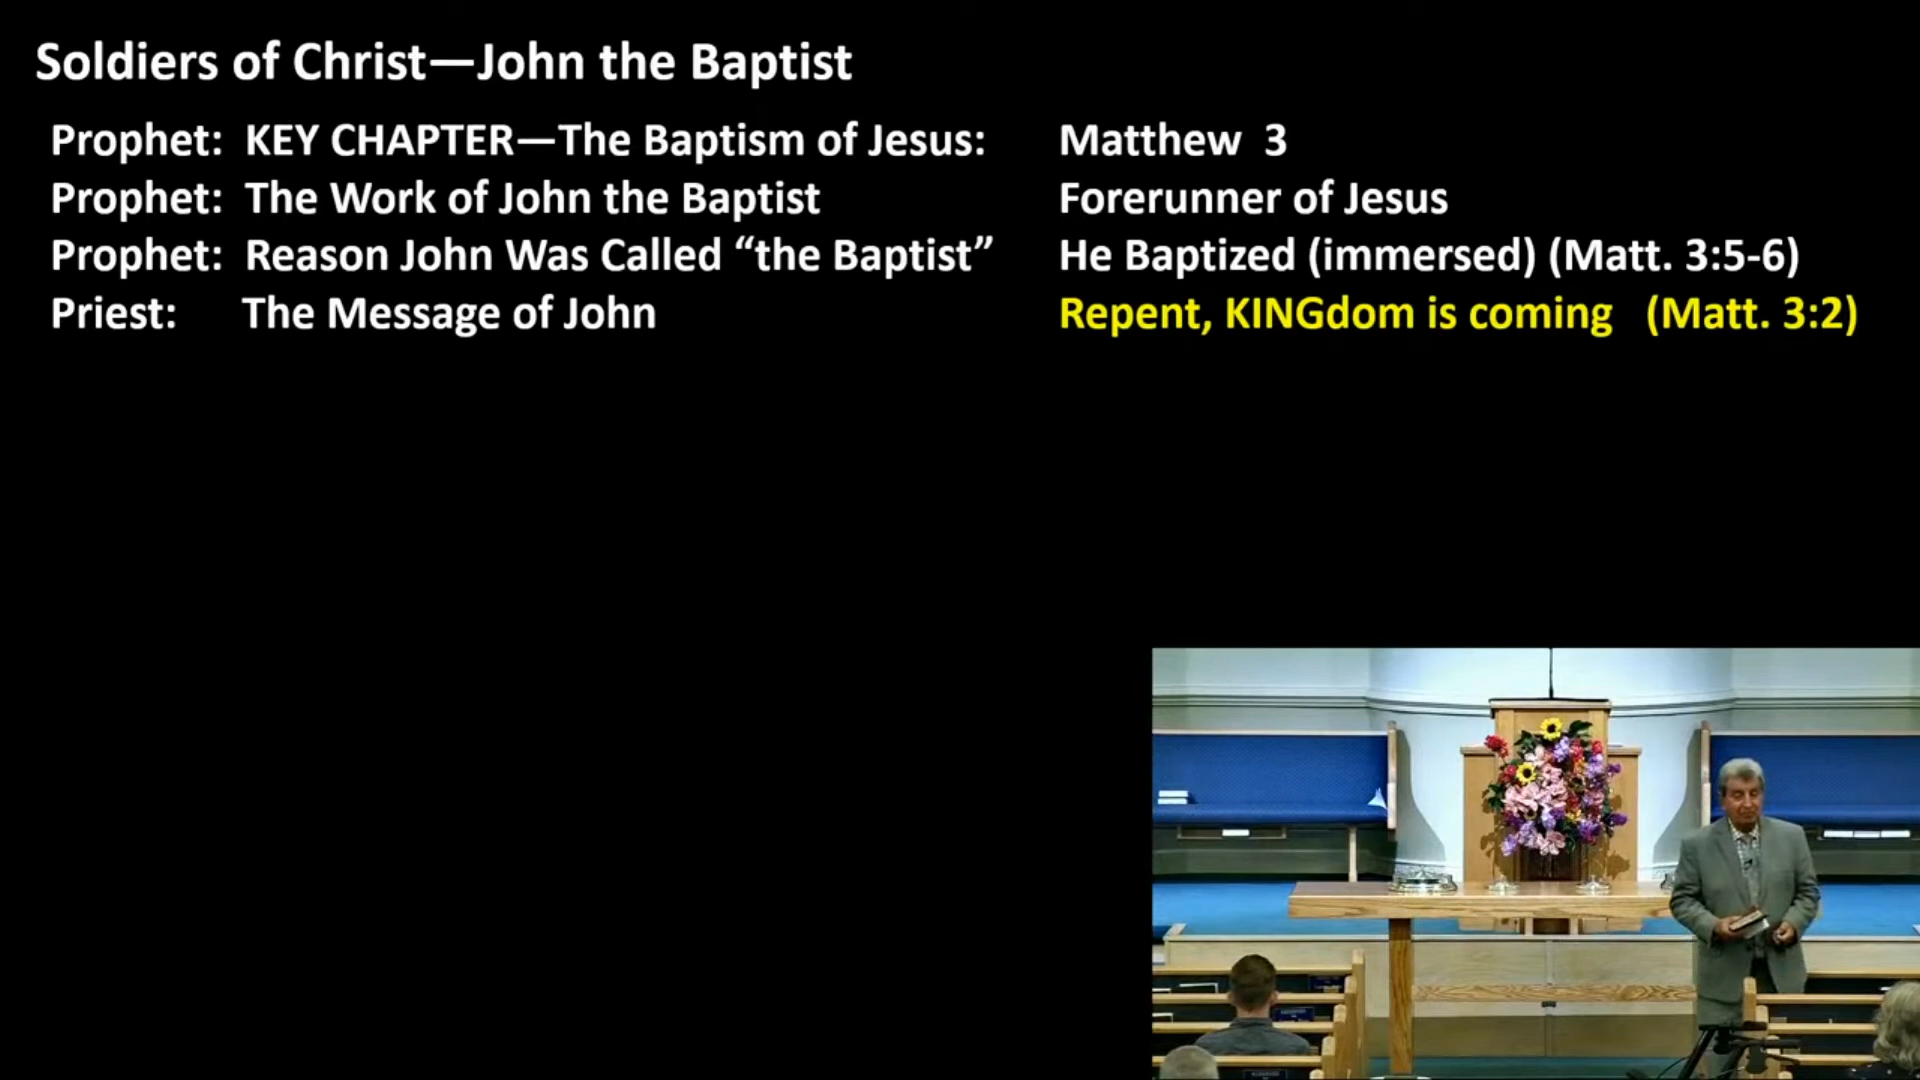 Soldiers of Christ—John the Baptist
Prophet: KEY CHAPTER—The Baptism of Jesus: Matthew 3
Prophet: The Work of John the Baptist Forerunner of Jesus
Prophet: Reason John Was Called “the Baptist” He Baptized (immersed) (Matt. 3:5-6)
Priest: The Message of John Repent, KINGdom is coming (Matt. 3:2)